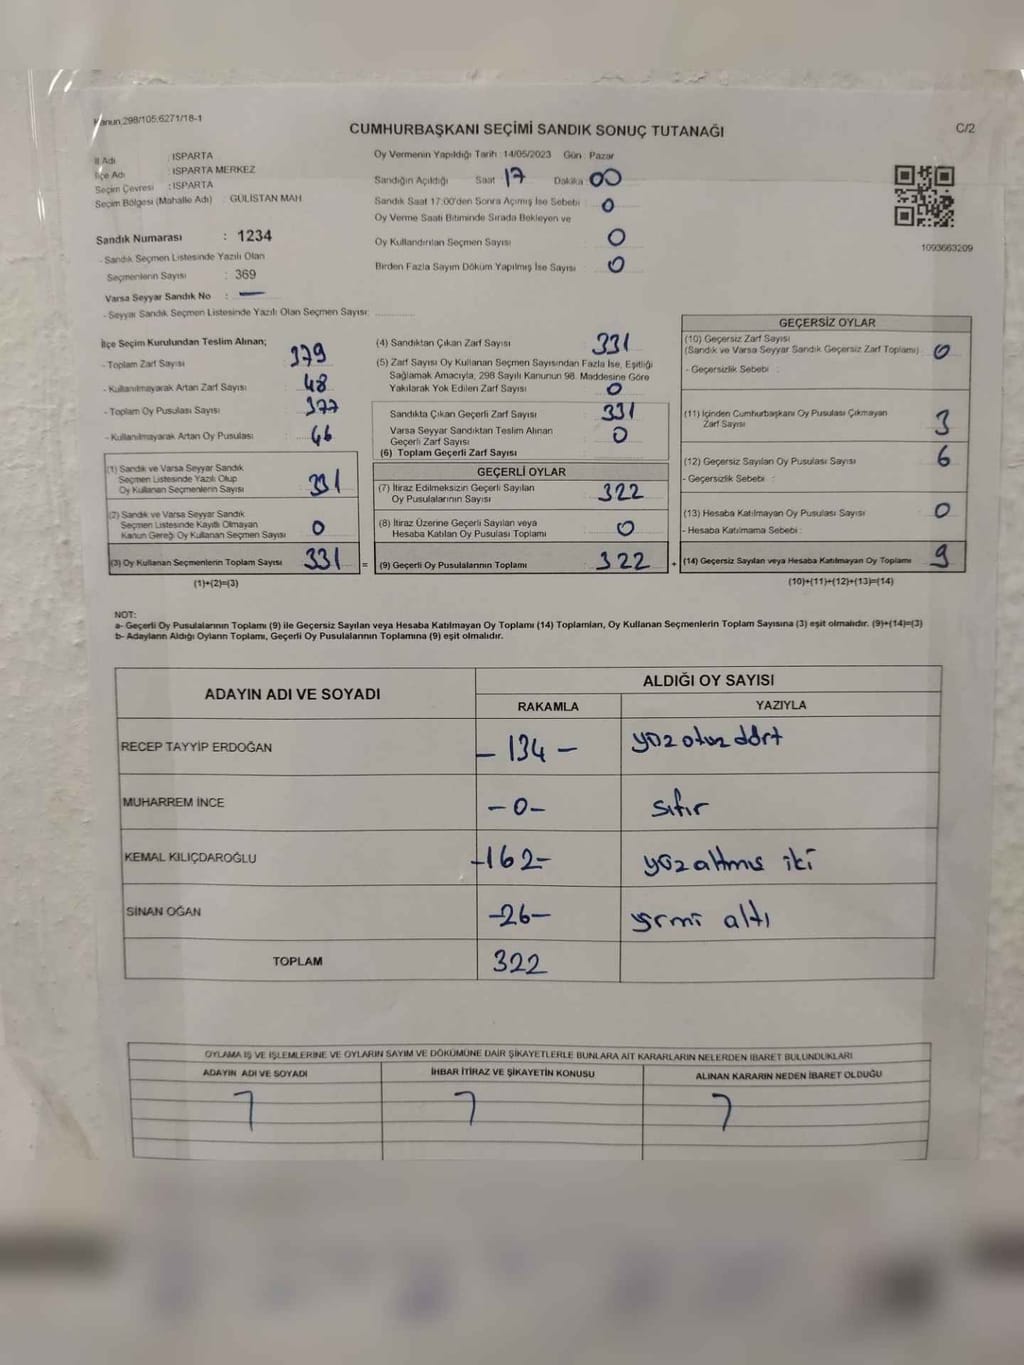 Kanun 298/105;6271/18-1
CUMHURBAŞKANI SEÇİMİ SANDIK SONUÇ TUTANAĞI
C/2
İl Adı : ISPARTA
İlçe Adı : ISPARTA MERKEZ
Seçim Çevresi : ISPARTA
Seçim Bölgesi (Mahalle Adı) : GÜLİSTAN MAH
Sandık Numarası : 1234
- Sandık Seçmen Listesinde Yazılı Olan
Seçmenlerin Sayısı : 369
Varsa Seyyar Sandık No : —
- Seyyar Sandık Seçmen Listesinde Yazılı Olan Seçmen Sayısı:
Oy Vermenin Yapıldığı Tarih :14/05/2023 Gün : Pazar
Sandığın Açıldığı Saat 17 Dakika 00
Sandık Saat 17:00'den Sonra Açılmış İse Sebebi 0
Oy Verme Saati Bitiminde Sırada Bekleyen ve
Oy Kullandırılan Seçmen Sayısı 0
Birden Fazla Sayım Döküm Yapılmış İse Sayısı 0
1093663209
İlçe Seçim Kurulundan Teslim Alınan;
- Toplam Zarf Sayısı 379
- Kullanılmayarak Artan Zarf Sayısı : 48
- Toplam Oy Pusulası Sayısı : 377
- Kullanılmayarak Artan Oy Pusulası : 46
(1) Sandık ve Varsa Seyyar Sandık
Seçmen Listesinde Yazılı Olup
Oy Kullanan Seçmenlerin Sayısı 331
(2) Sandık ve Varsa Seyyar Sandık
Seçmen Listesinde Kayıtlı Olmayan
Kanun Gereği Oy Kullanan Seçmen Sayısı 0
(3) Oy Kullanan Seçmenlerin Toplam Sayısı 331
(1)+(2)=(3)
(4) Sandıktan Çıkan Zarf Sayısı 331
(5) Zarf Sayısı Oy Kullanan Seçmen Sayısından Fazla İse, Eşitliği
Sağlamak Amacıyla, 298 Sayılı Kanunun 98. Maddesine Göre
Yakılarak Yok Edilen Zarf Sayısı 0
Sandıkta Çıkan Geçerli Zarf Sayısı 331
Varsa Seyyar Sandıktan Teslim Alınan
Geçerli Zarf Sayısı 0
(6) Toplam Geçerli Zarf Sayısı
GEÇERLİ OYLAR
(7) İtiraz Edilmeksizin Geçerli Sayılan
Oy Pusulalarının Sayısı 322
(8) İtiraz Üzerine Geçerli Sayılan veya
Hesaba Katılan Oy Pusulası Toplamı 0
= (9) Geçerli Oy Pusulalarının Toplamı 322 +
GEÇERSİZ OYLAR
(10) Geçersiz Zarf Sayısı
(Sandık ve Varsa Seyyar Sandık Geçersiz Zarf Toplamı) 0
- Geçersizlik Sebebi :
(11) İçinden Cumhurbaşkanı Oy Pusulası Çıkmayan
Zarf Sayısı 3
(12) Geçersiz Sayılan Oy Pusulası Sayısı 6
- Geçersizlik Sebebi :
(13) Hesaba Katılmayan Oy Pusulası Sayısı 0
- Hesaba Katılmama Sebebi :
(14) Geçersiz Sayılan veya Hesaba Katılmayan Oy Toplamı 9
(10)+(11)+(12)+(13)=(14)
NOT:
a- Geçerli Oy Pusulalarının Toplamı (9) ile Geçersiz Sayılan veya Hesaba Katılmayan Oy Toplamı (14) Toplamları, Oy Kullanan Seçmenlerin Toplam Sayısına (3) eşit olmalıdır. (9)+(14)=(3)
b- Adayların Aldığı Oyların Toplamı, Geçerli Oy Pusulalarının Toplamına (9) eşit olmalıdır.
ADAYIN ADI VE SOYADI
ALDIĞI OY SAYISI
RAKAMLA YAZIYLA
RECEP TAYYİP ERDOĞAN - 134 - yüz otuz dört
MUHARREM İNCE - 0 - sıfır
KEMAL KILIÇDAROĞLU -162- yüz altmış iki
SİNAN OĞAN -26- yirmi altı
TOPLAM 322
OYLAMA İŞ VE İŞLEMLERİNE VE OYLARIN SAYIM VE DÖKÜMÜNE DAİR ŞİKAYETLERLE BUNLARA AİT KARARLARIN NELERDEN İBARET BULUNDUKLARI
ADAYIN ADI VE SOYADI İHBAR İTİRAZ VE ŞİKAYETİN KONUSU ALINAN KARARIN NEDEN İBARET OLDUĞU